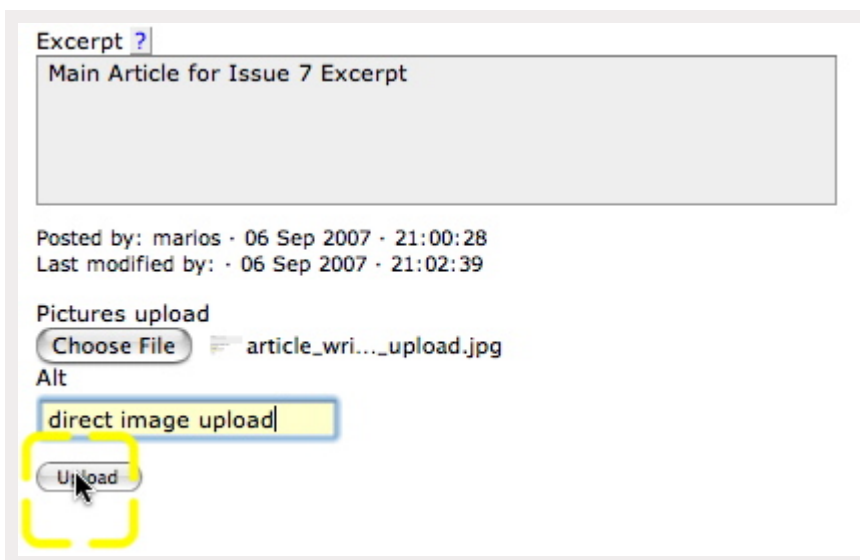 Excerpt ?
Main Article for Issue 7 Excerpt
Posted by: marios · 06 Sep 2007 · 21:00:28
Last modified by: · 06 Sep 2007 · 21:02:39
Pictures upload
Choose File article_wri..._upload.jpg
Alt
direct image upload
Upload